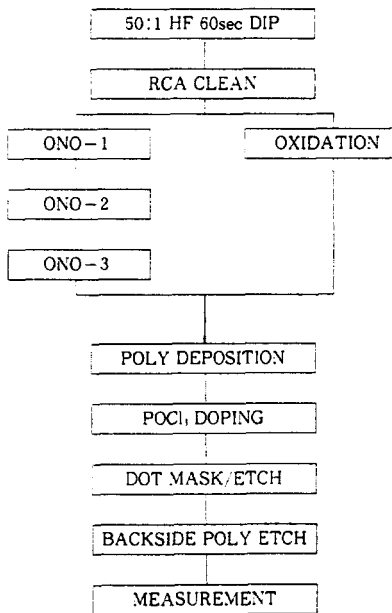 50:1 HF 60sec DIP
RCA CLEAN
ONO-1
OXIDATION
ONO-2
ONO-3
POLY DEPOSITION
POCl₃ DOPING
DOT MASK/ETCH
BACKSIDE POLY ETCH
MEASUREMENT